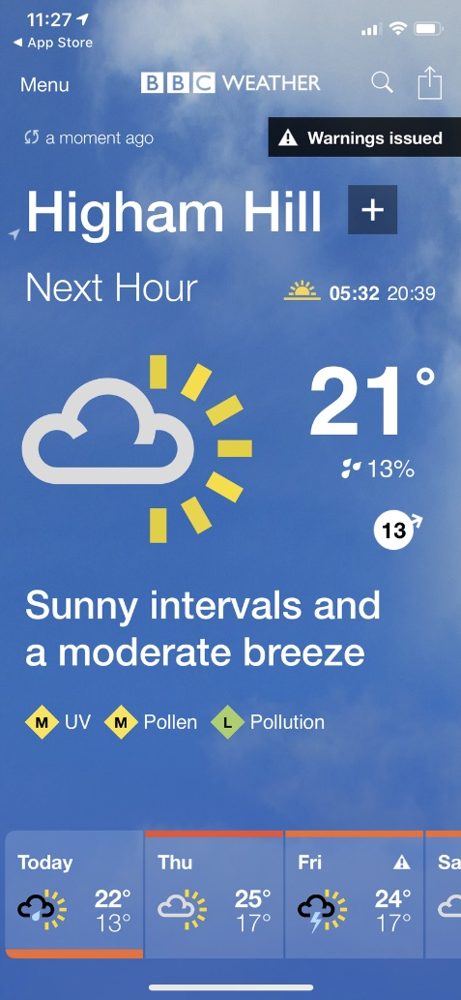 11:27
App Store
Menu
BBC WEATHER
a moment ago
Warnings issued
Higham Hill
+
Next Hour
05:32 20:39
21°
13%
13
Sunny intervals and
a moderate breeze
M UV M Pollen L Pollution
Today Thu Fri Sa
22° 25° 24°
13° 17° 17°